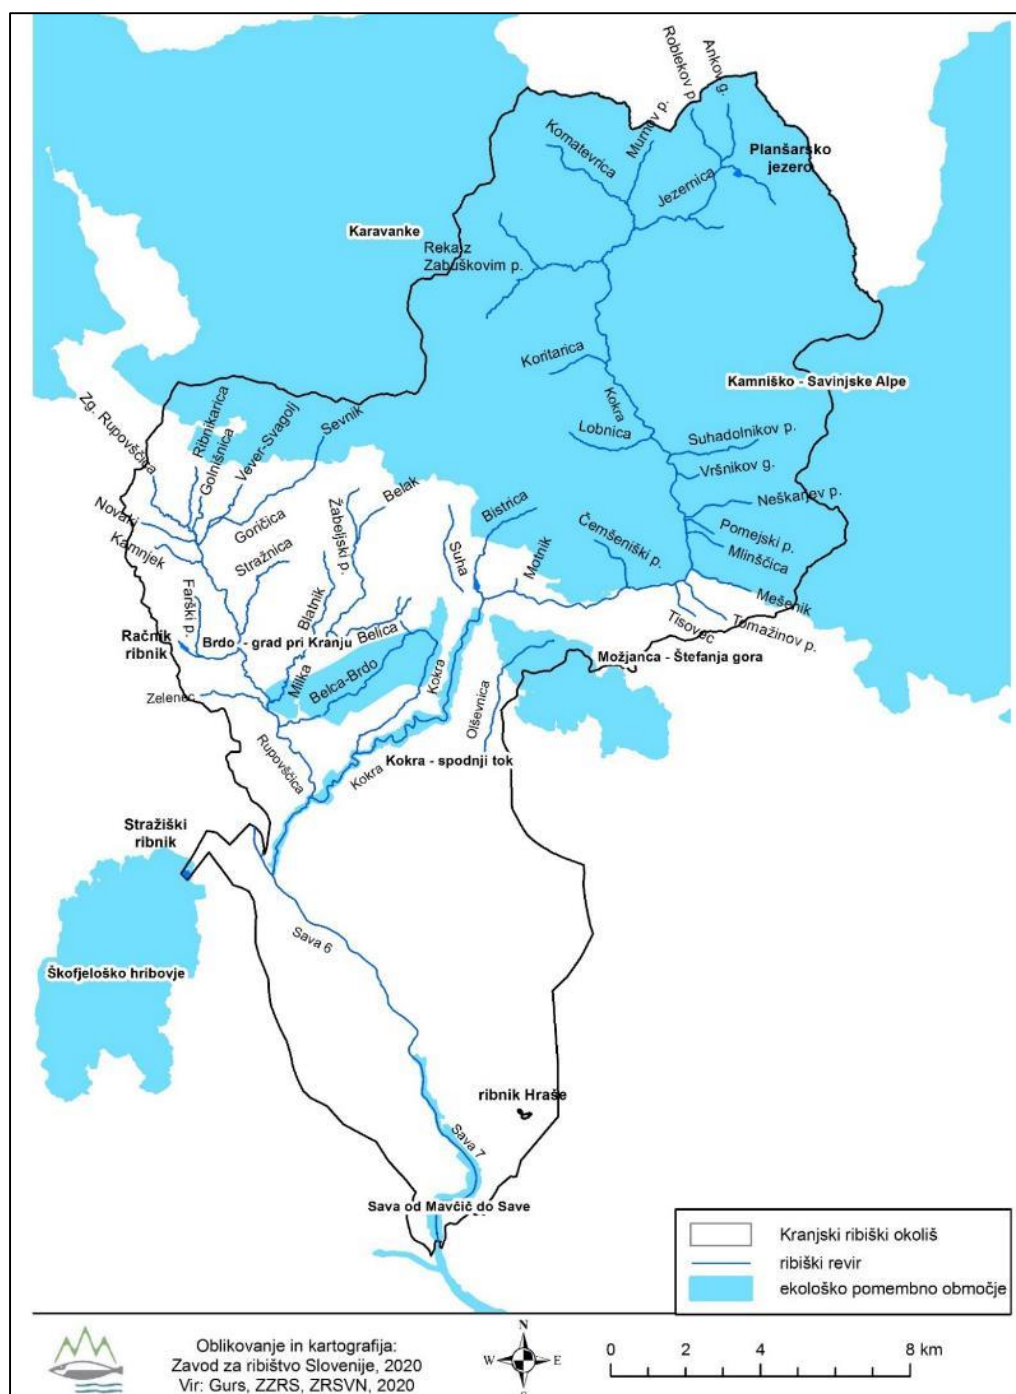 Roblekov p.
Ankov g.
Murnov p.
Komatevrica
Planšarsko
jezero
Jezernica
Karavanke
Reka z
Zabuškovim p.
Koritarica
Kamniško - Savinjske Alpe
Kokra
Lobnica
Suhadolnikov p.
Vršnikov g.
Zg. Rupovščica
Ribnikarica
Golnišnica
Vever-Svagolj
Sevnik
Belak
Neškanev p.
Novaki
Goričica
Žabeljski p.
Bistrica
Pomejski p.
Kamnjek
Stražnica
Suha
Motnik
Čemšeniški p.
Mlinščica
Farški p.
Blatnik
Mešenik
Tisovec
Tomažinov p.
Račnik
ribnik
Brdo - grad pri Kranju
Belica
Možjanca - Štefanja gora
Zelenec
Milka
Belca-Brdo
Kokra
Olševnica
Rupovščica
Kokra
Kokra - spodnji tok
Stražiški
ribnik
Sava 6
Škofjeloško hribovje
ribnik Hraše
Sava 7
Sava od Mavčič do Save
Kranjski ribiški okoliš
ribiški revir
ekološko pomembno območje
Oblikovanje in kartografija:
Zavod za ribištvo Slovenije, 2020
Vir: Gurs, ZZRS, ZRSVN, 2020
N
W E
S
0 2 4 8 km